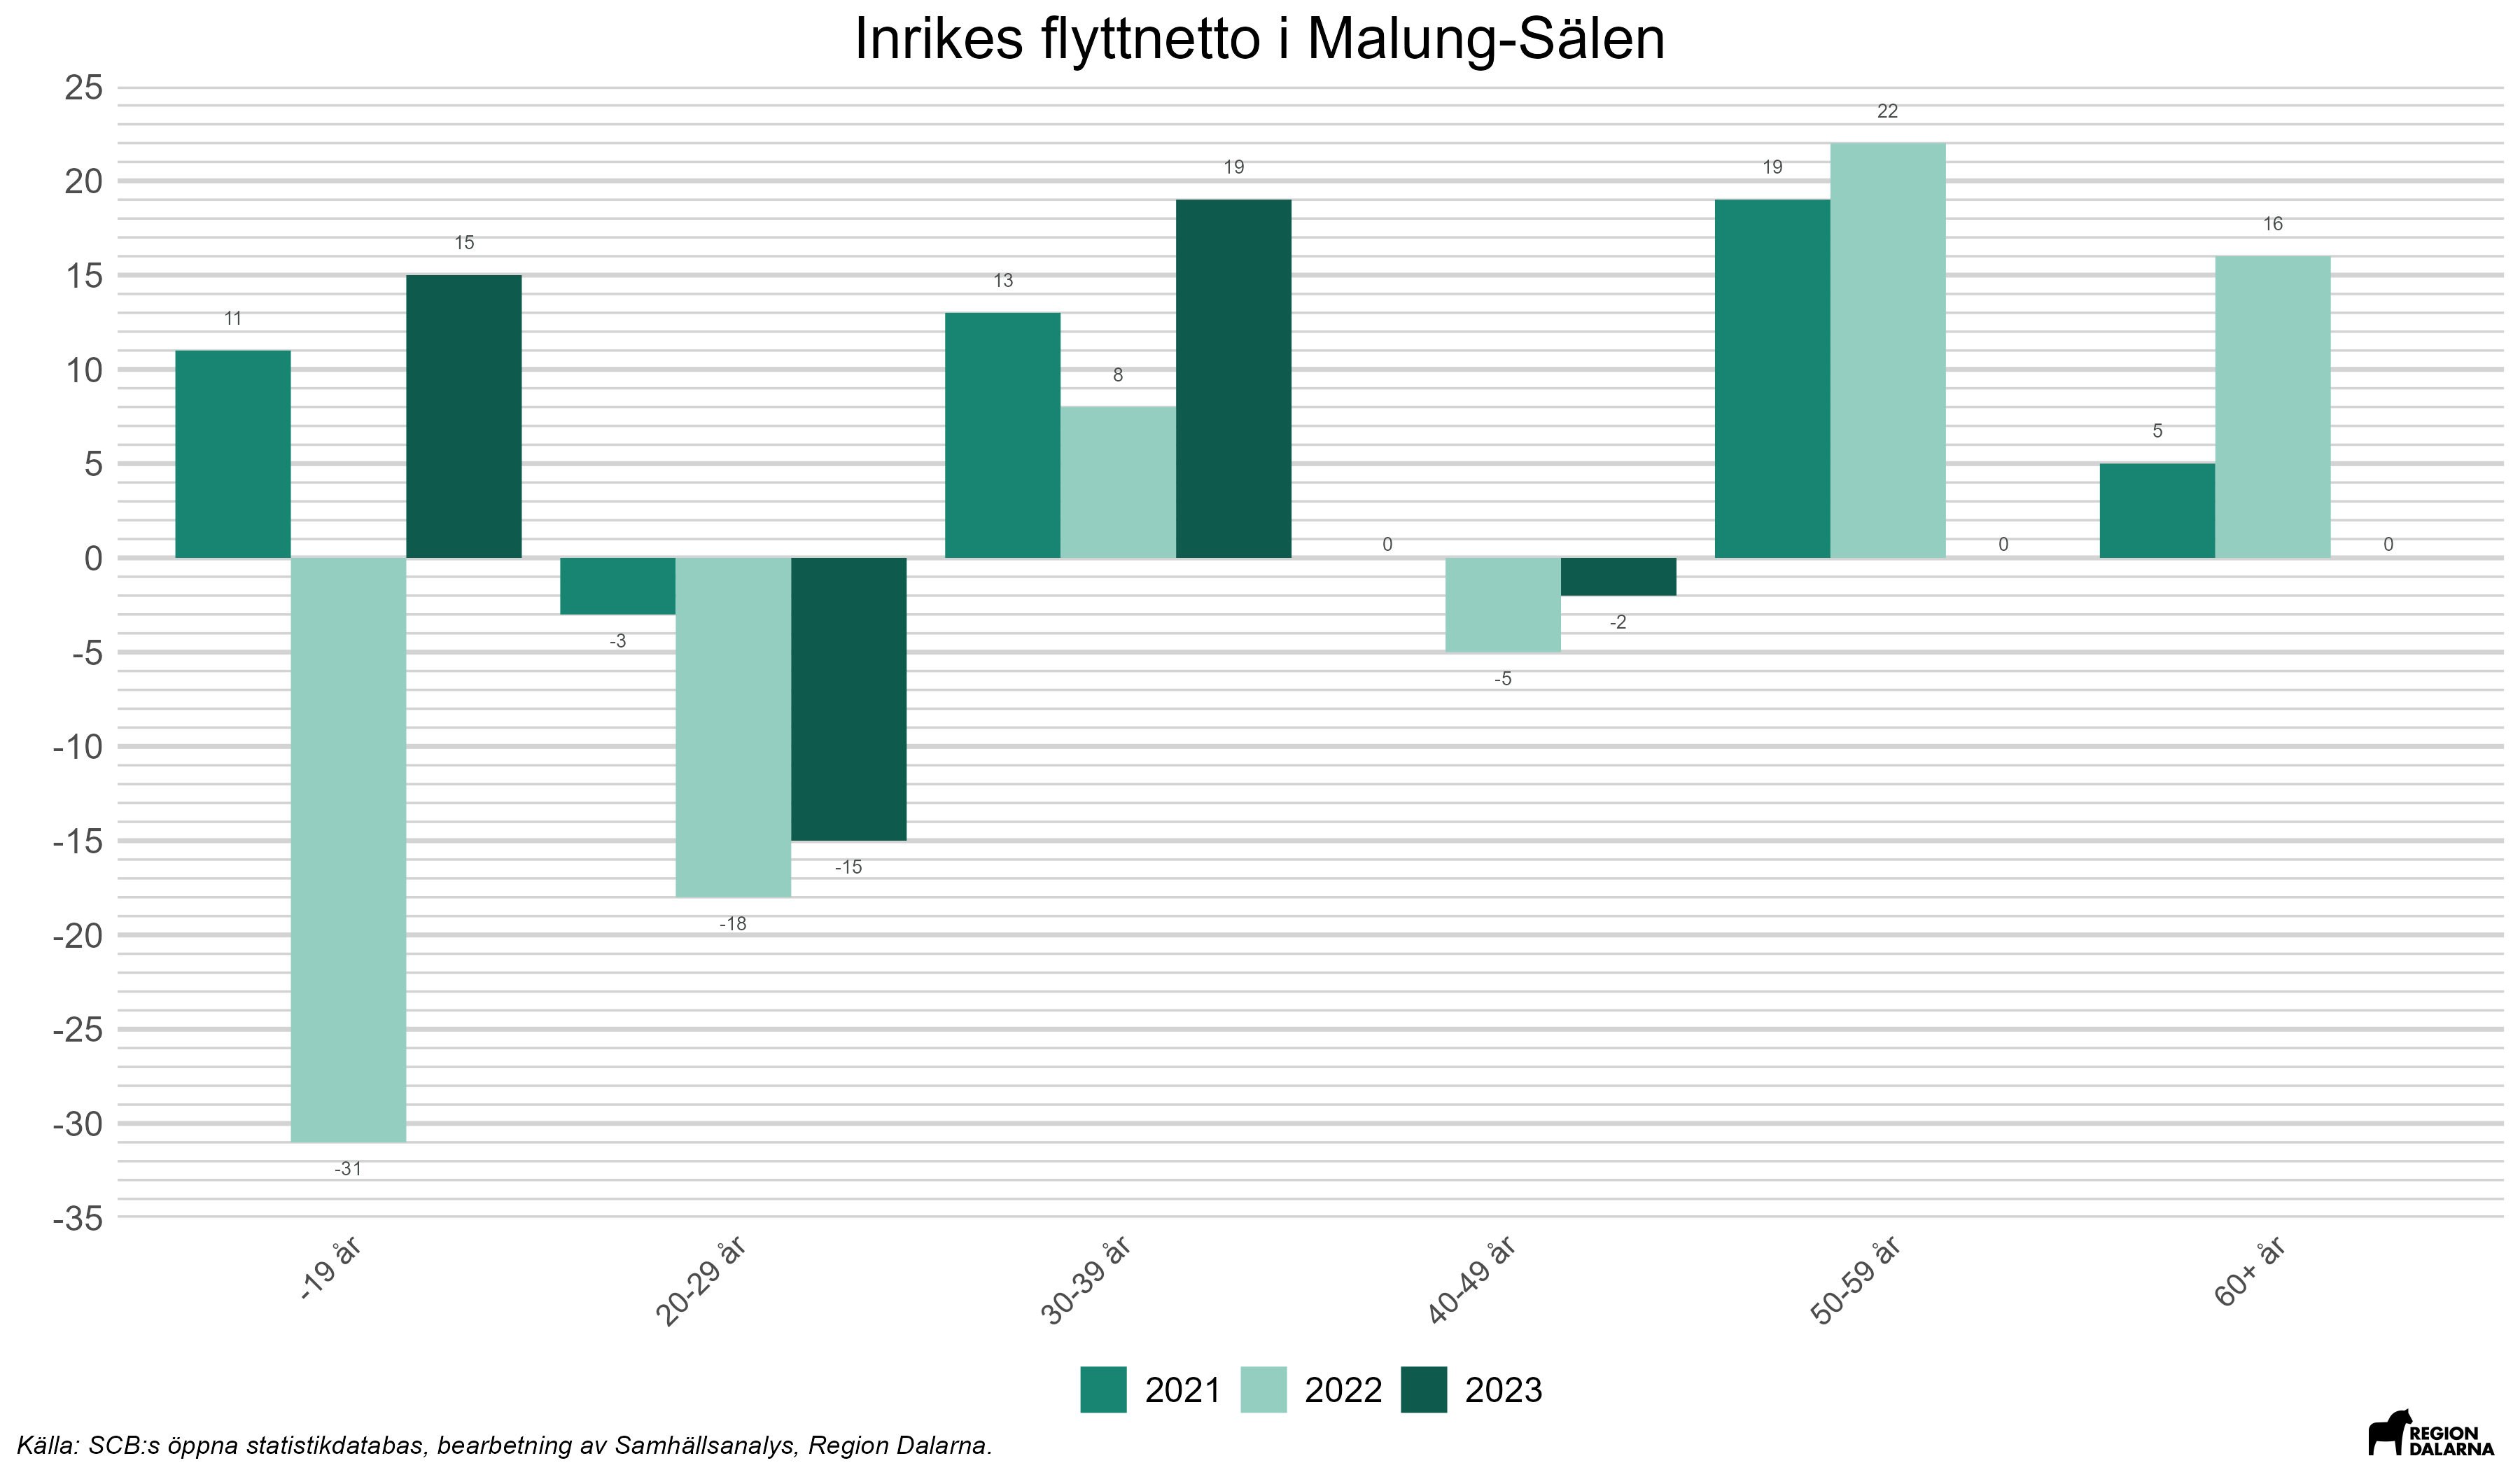 Inrikes flyttnetto i Malung-Sälen
25
20
15
10
5
0
-5
-10
-15
-20
-25
-30
-35
11
-31
15
-3
-18
-15
13
8
19
0
-5
-2
19
22
0
5
16
0
-19 år
20-29 år
30-39 år
40-49 år
50-59 år
60+ år
2021 2022 2023
Källa: SCB:s öppna statistikdatabas, bearbetning av Samhällsanalys, Region Dalarna.
REGION
DALARNA